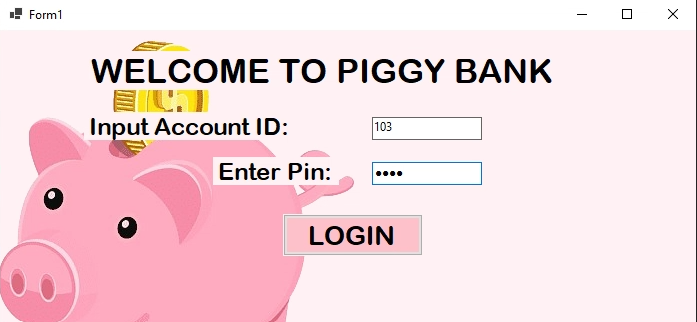 Form1
WELCOME TO PIGGY BANK
Input Account ID: 103
Enter Pin: ••••
LOGIN